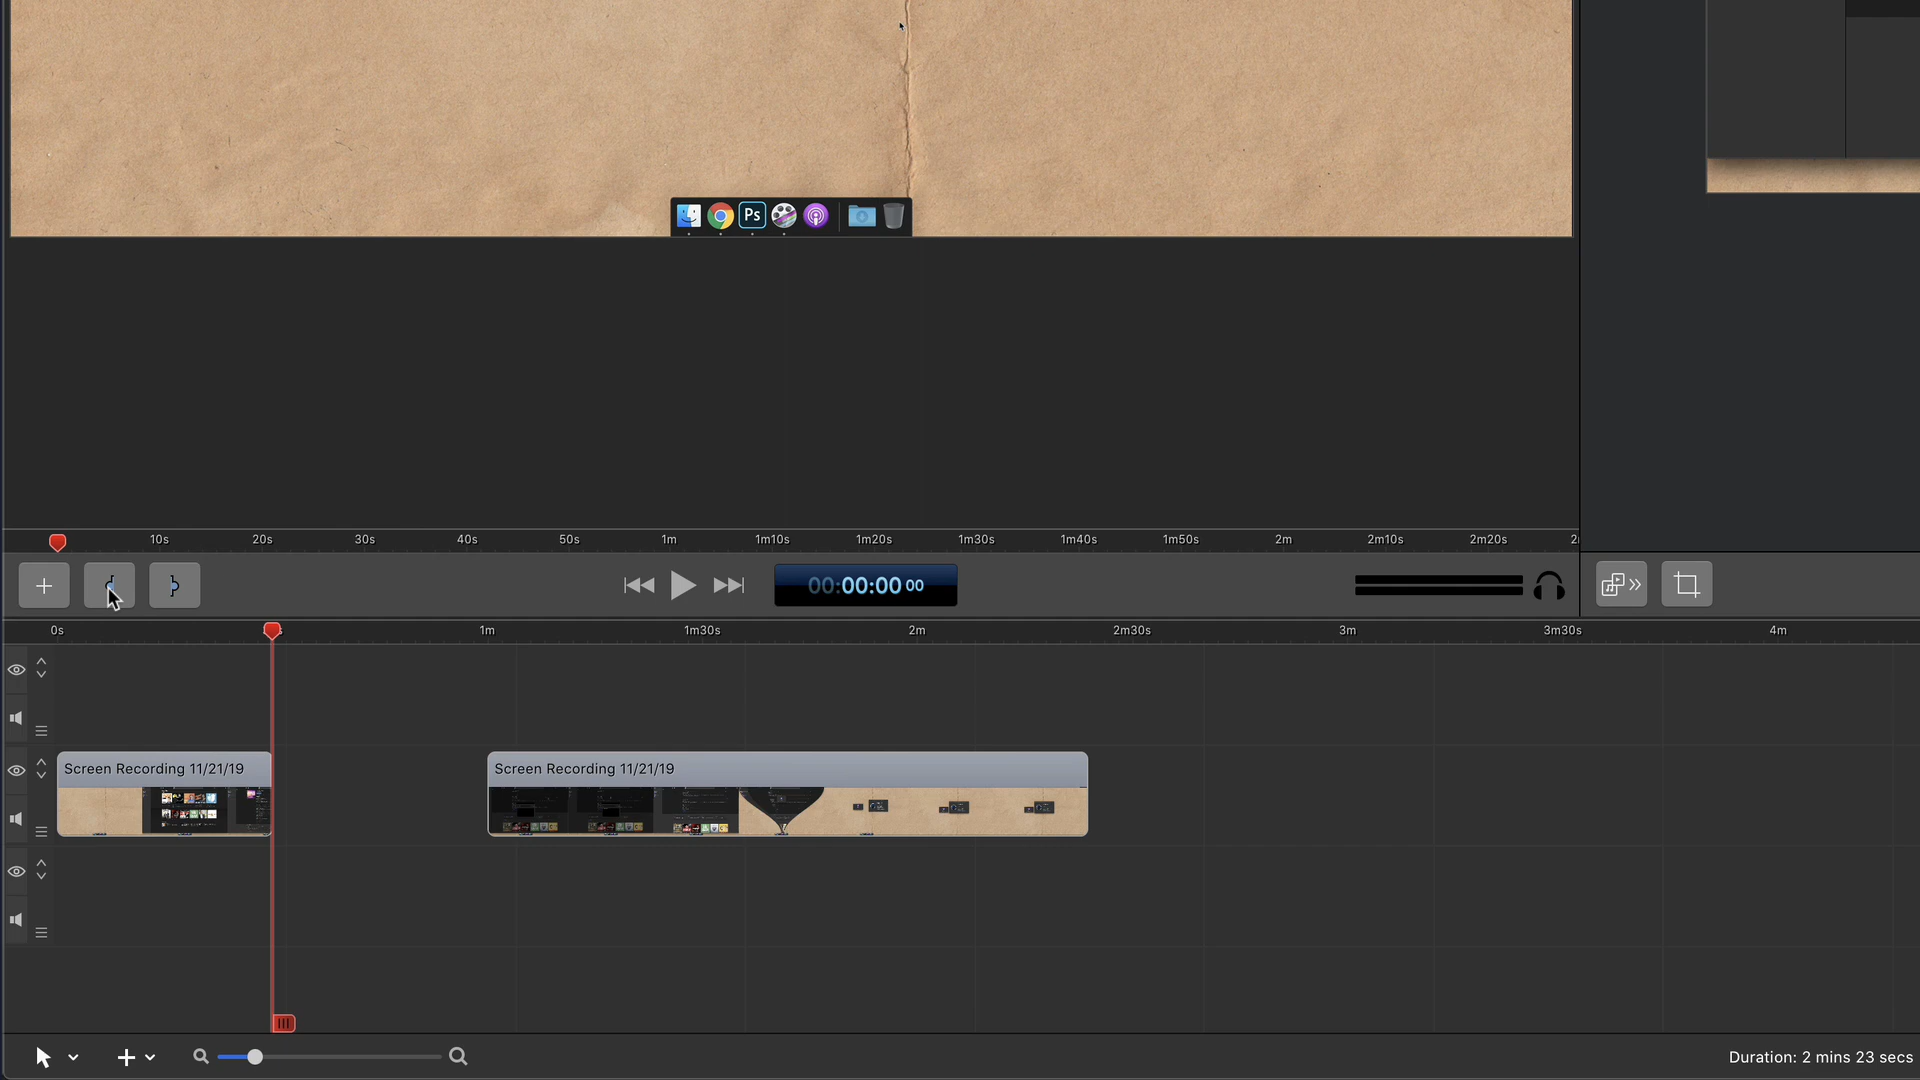 Ps
10s 20s 30s 40s 50s 1m 1m10s 1m20s 1m30s 1m40s 1m50s 2m 2m10s 2m20s
00:00:00 00
0s 1m 1m30s 2m 2m30s 3m 3m30s 4m
Screen Recording 11/21/19 Screen Recording 11/21/19
Duration: 2 mins 23 secs